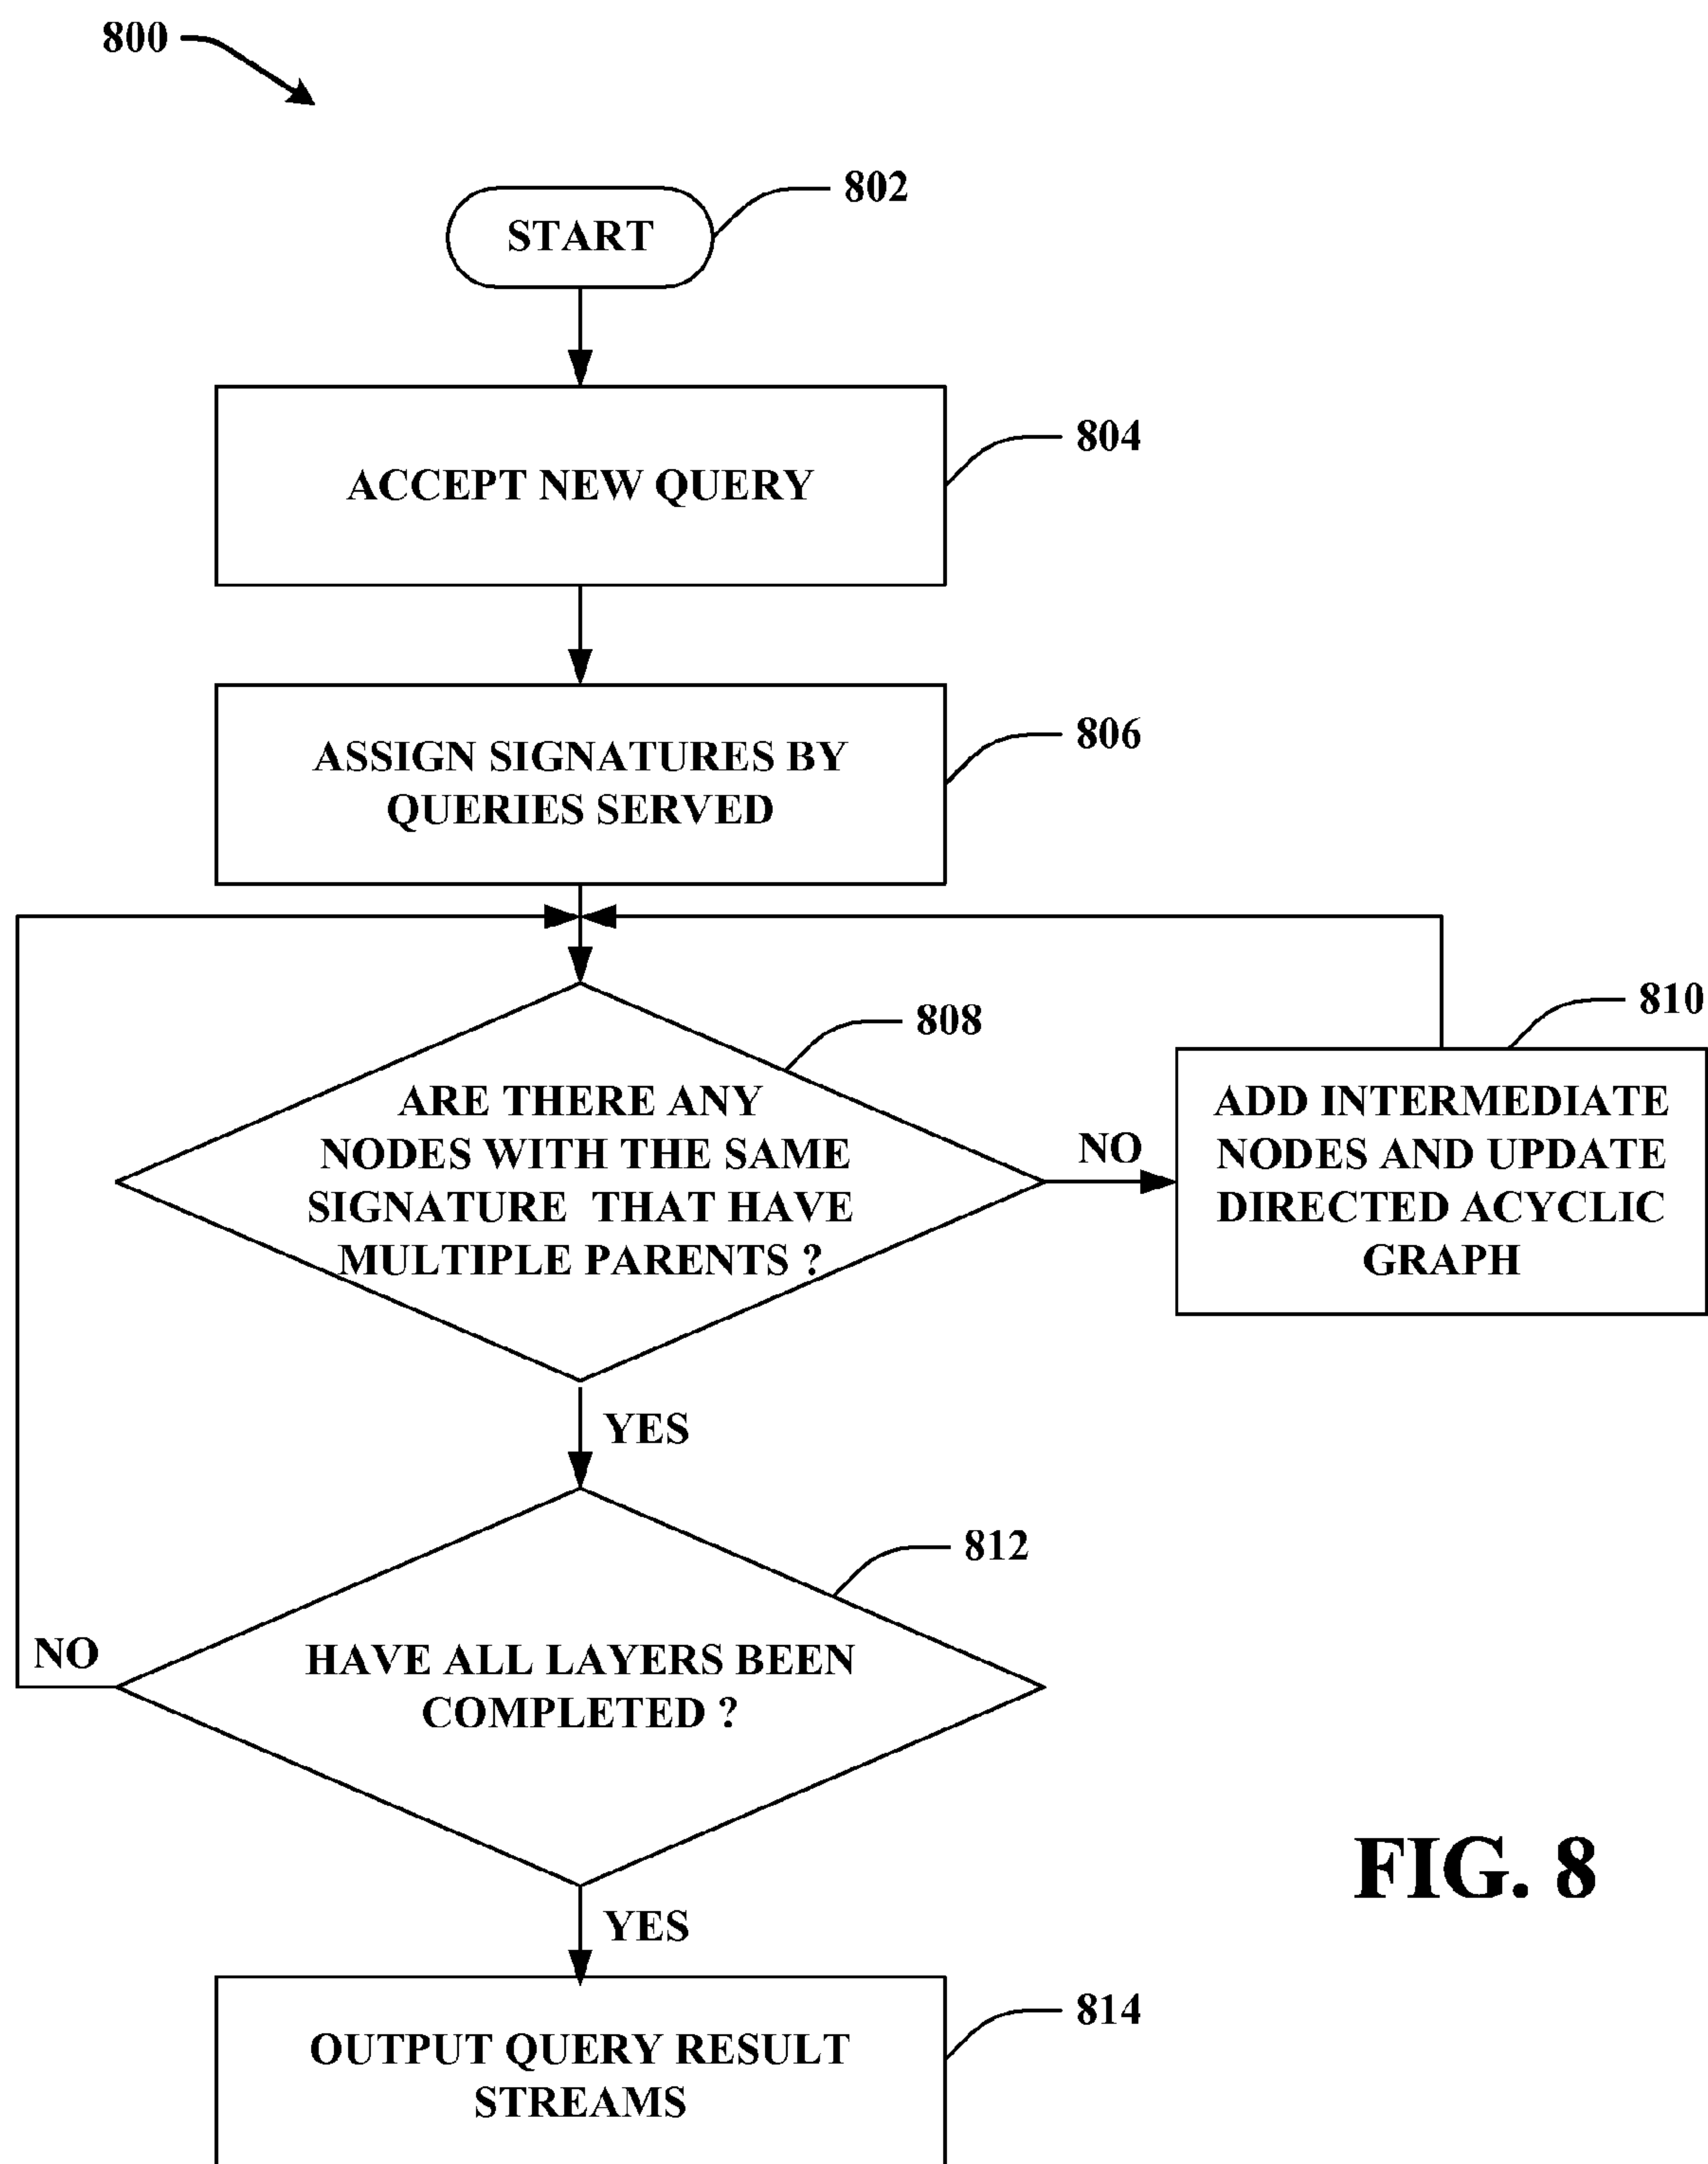 800
802
START
804
ACCEPT NEW QUERY
806
ASSIGN SIGNATURES BY
QUERIES SERVED
808
810
ARE THERE ANY
NODES WITH THE SAME
SIGNATURE THAT HAVE
MULTIPLE PARENTS ?
NO
ADD INTERMEDIATE
NODES AND UPDATE
DIRECTED ACYCLIC
GRAPH
YES
812
NO
HAVE ALL LAYERS BEEN
COMPLETED ?
YES
814
OUTPUT QUERY RESULT
STREAMS
FIG. 8